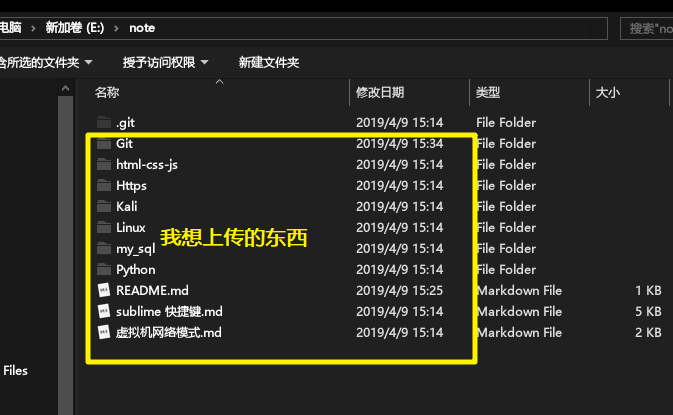 电脑 › 新加卷 (E:) › note
搜索"no
含所选的文件夹 授予访问权限 新建文件夹
名称 修改日期 类型 大小
.git 2019/4/9 15:14 File Folder
Git 2019/4/9 15:34 File Folder
html-css-js 2019/4/9 15:14 File Folder
Https 2019/4/9 15:14 File Folder
Kali 2019/4/9 15:14 File Folder
Linux 2019/4/9 15:14 File Folder
我想上传的东西
my_sql 2019/4/9 15:14 File Folder
Python 2019/4/9 15:14 File Folder
README.md 2019/4/9 15:25 Markdown File 1 KB
sublime 快捷键.md 2019/4/9 15:14 Markdown File 5 KB
虚拟机网络模式.md 2019/4/9 15:14 Markdown File 2 KB
Files